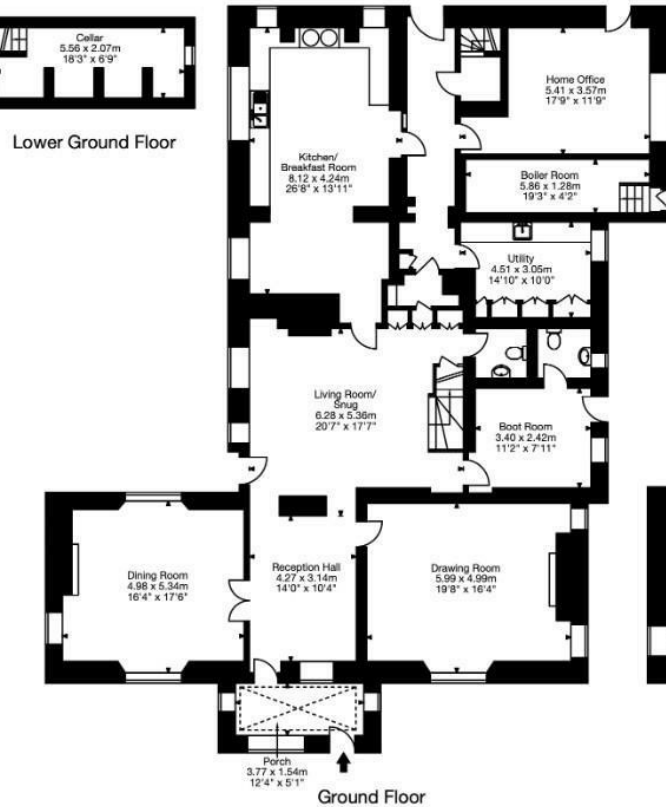 Cellar
5.56 x 2.07m
18'3" x 6'9"
Lower Ground Floor
Home Office
5.41 x 3.57m
17'9" x 11'9"
Kitchen/
Breakfast Room
8.12 x 4.24m
26'8" x 13'11"
Boiler Room
5.86 x 1.28m
19'3" x 4'2"
Utility
4.51 x 3.05m
14'10" x 10'0"
Living Room/
Snug
6.28 x 5.36m
20'7" x 17'7"
Boot Room
3.40 x 2.42m
11'2" x 7'11"
Dining Room
4.98 x 5.34m
16'4" x 17'6"
Reception Hall
4.27 x 3.14m
14'0" x 10'4"
Drawing Room
5.99 x 4.99m
19'8" x 16'4"
Porch
3.77 x 1.54m
12'4" x 5'1"
Ground Floor